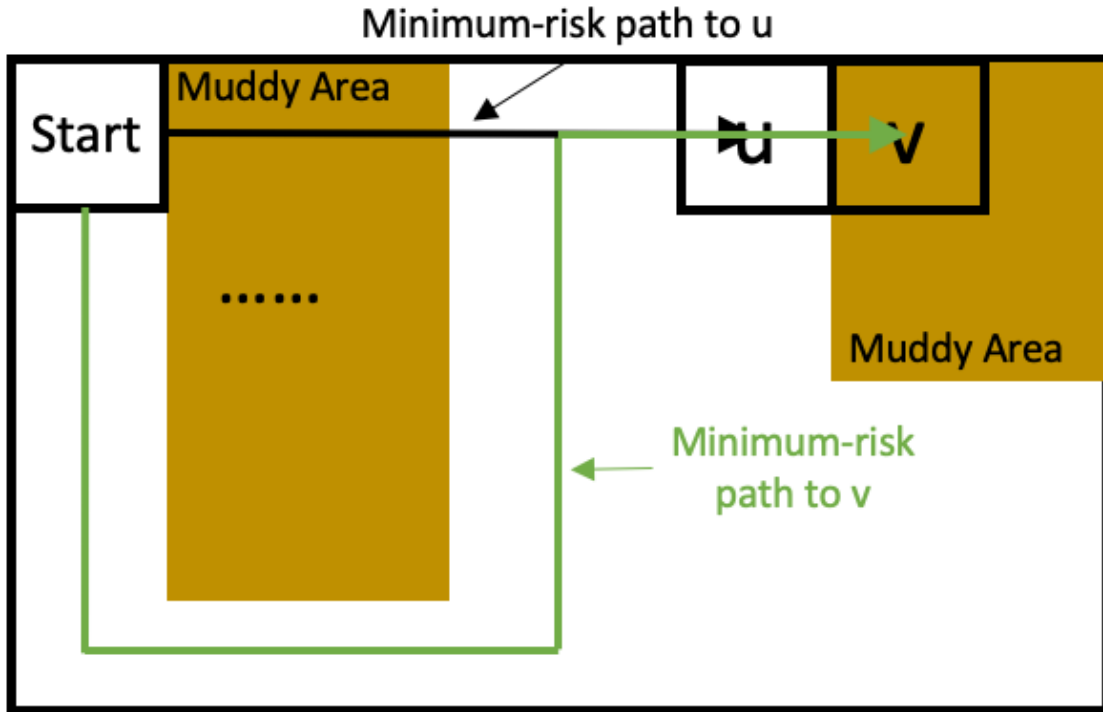 Minimum-risk path to u
Muddy Area
Start
u
v
......
Muddy Area
Minimum-risk
path to v